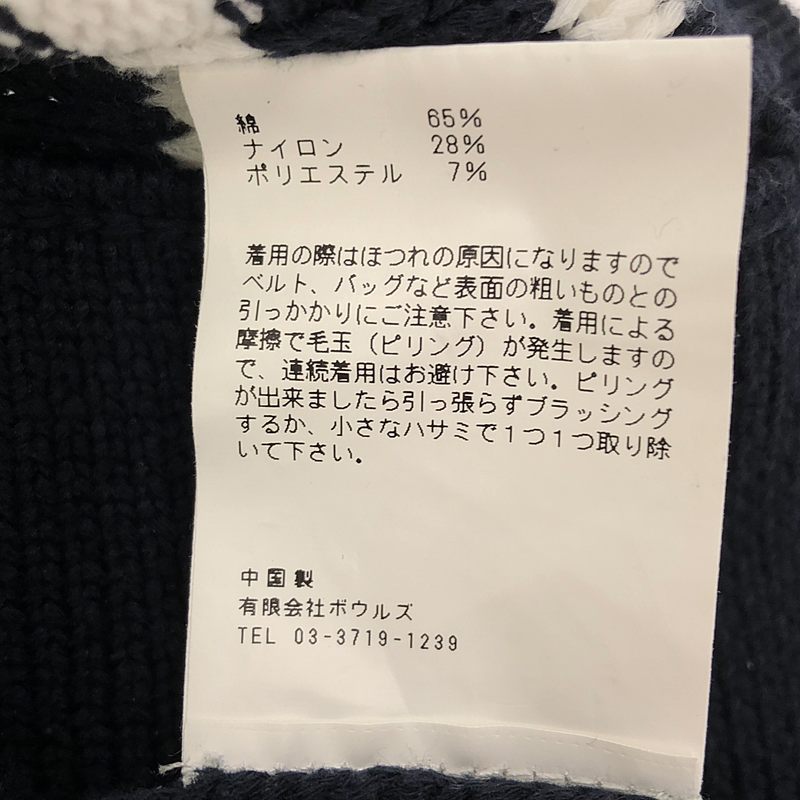 綿 65%
ナイロン 28%
ポリエステル 7%
着用の際はほつれの原因になりますので
ベルト、バッグなど表面の粗いものとの
引っかかりにご注意下さい。着用による
摩擦で毛玉（ピリング）が発生しますの
で、連続着用はお避け下さい。ピリング
が出来ましたら引っ張らずブラッシング
するか、小さなハサミで1つ1つ取り除
いて下さい。
中国製
有限会社ボウルズ
TEL 03-3719-1239